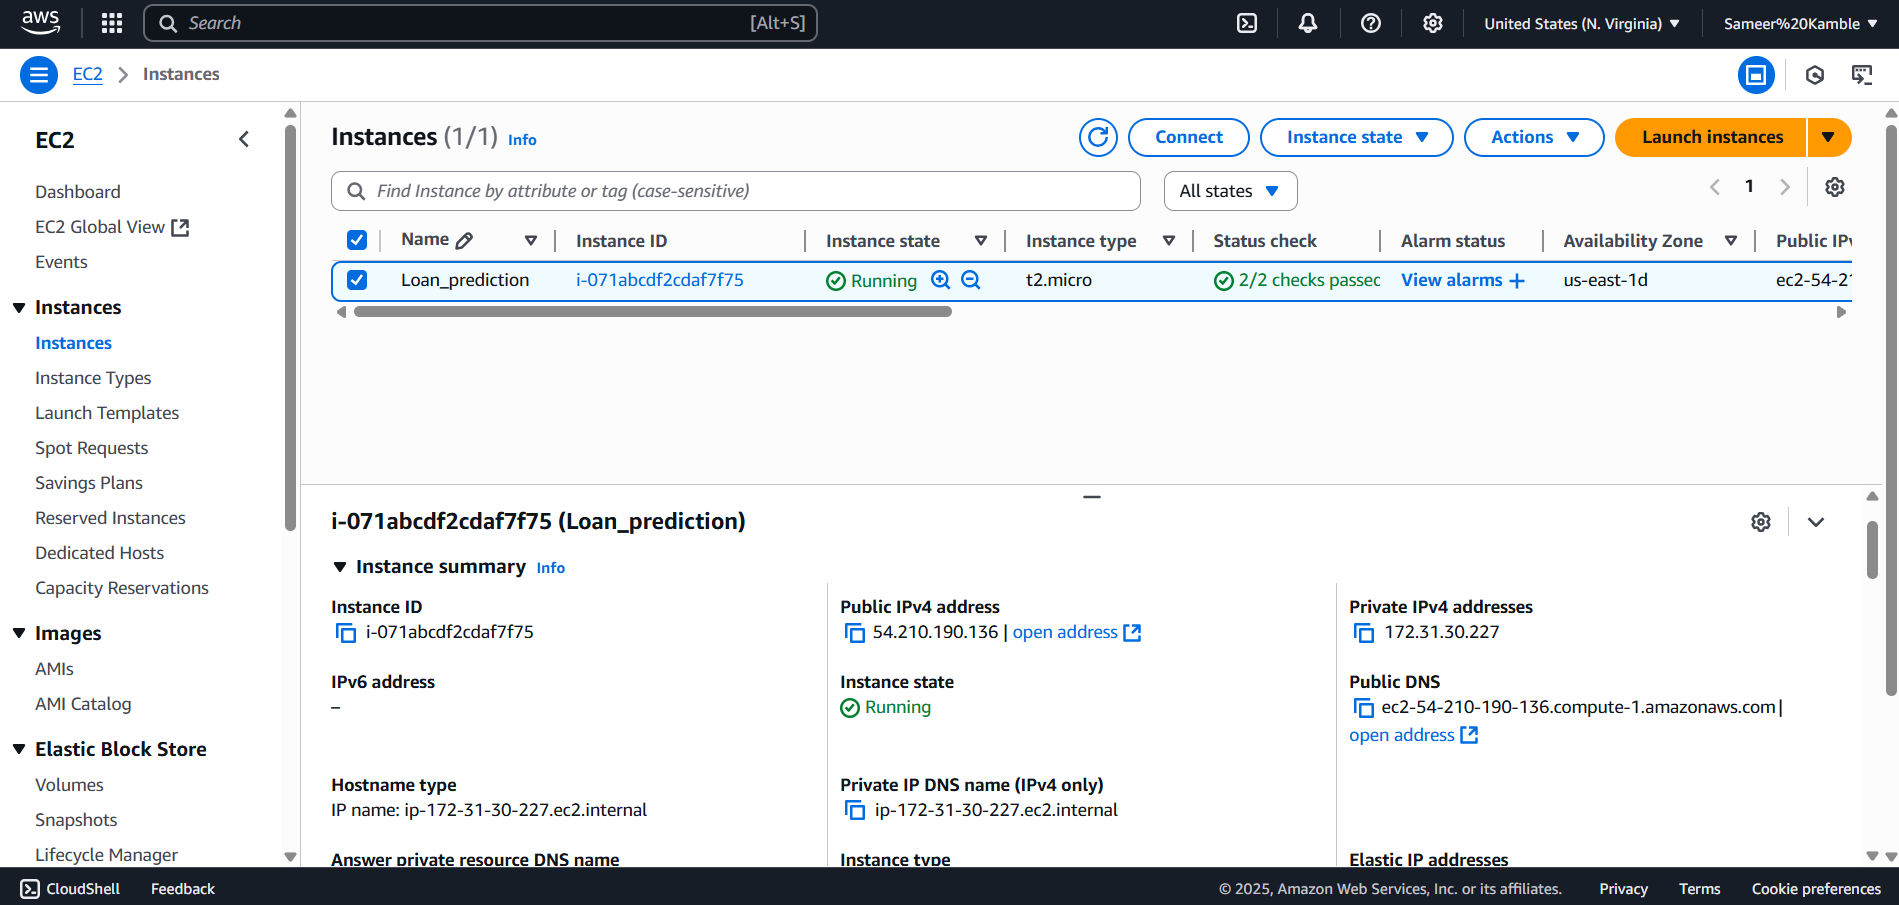 aws
Search [Alt+S]
United States (N. Virginia)
Sameer%20Kamble
EC2 Instances
EC2
Dashboard
EC2 Global View
Events
Instances
Instances
Instance Types
Launch Templates
Spot Requests
Savings Plans
Reserved Instances
Dedicated Hosts
Capacity Reservations
Images
AMIs
AMI Catalog
Elastic Block Store
Volumes
Snapshots
Lifecycle Manager
Instances (1/1) Info
Connect
Instance state
Actions
Launch instances
Find Instance by attribute or tag (case-sensitive)
All states
1
Name Instance ID Instance state Instance type Status check Alarm status Availability Zone Public IPv
Loan_prediction i-071abcdf2cdaf7f75 Running t2.micro 2/2 checks passed View alarms + us-east-1d ec2-54-21
i-071abcdf2cdaf7f75 (Loan_prediction)
Instance summary Info
Instance ID
i-071abcdf2cdaf7f75
Public IPv4 address
54.210.190.136 | open address
Private IPv4 addresses
172.31.30.227
IPv6 address
–
Instance state
Running
Public DNS
ec2-54-210-190-136.compute-1.amazonaws.com |
open address
Hostname type
IP name: ip-172-31-30-227.ec2.internal
Private IP DNS name (IPv4 only)
ip-172-31-30-227.ec2.internal
Answer private resource DNS name
Instance type
Elastic IP addresses
CloudShell Feedback
© 2025, Amazon Web Services, Inc. or its affiliates. Privacy Terms Cookie preferences